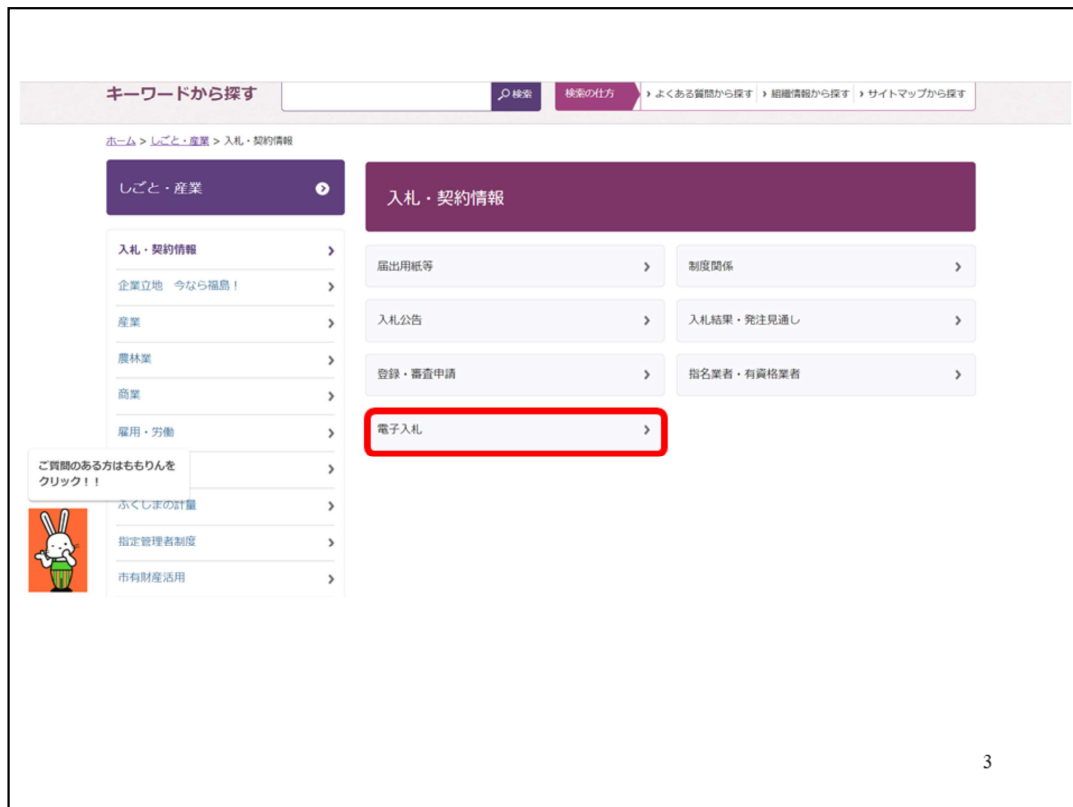 キーワードから探す
検索
検索の仕方
よくある質問から探す
組織情報から探す
サイトマップから探す
ホーム > しごと・産業 > 入札・契約情報
しごと・産業
入札・契約情報
企業立地 今なら福島！
産業
農林業
商業
雇用・労働
ふくしまの計量
指定管理者制度
市有財産活用
ご質問のある方はももりんを
クリック！！
入札・契約情報
届出用紙等
制度関係
入札公告
入札結果・発注見通し
登録・審査申請
指名業者・有資格業者
電子入札
3